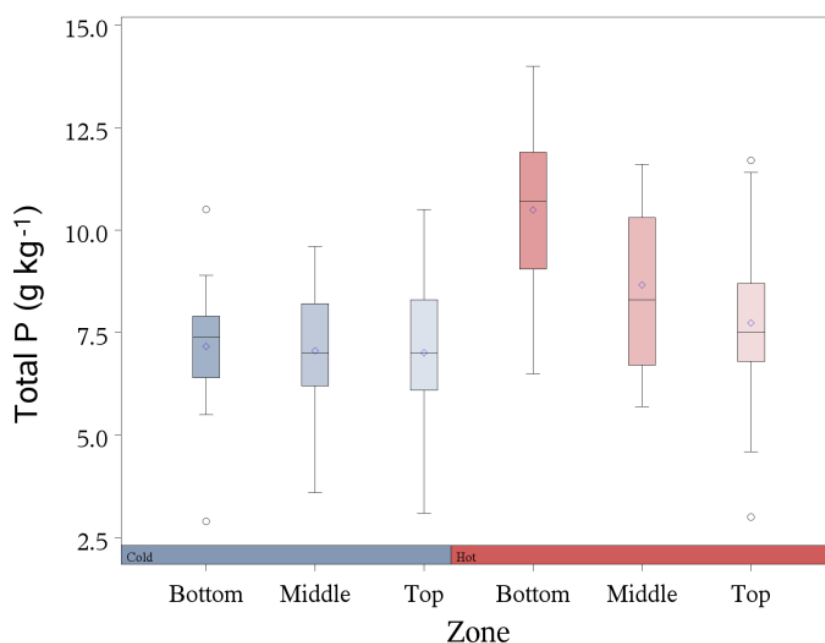 Total P (g kg-1)
15.0
12.5
10.0
7.5
5.0
2.5
Cold Hot
Bottom Middle Top Bottom Middle Top
Zone